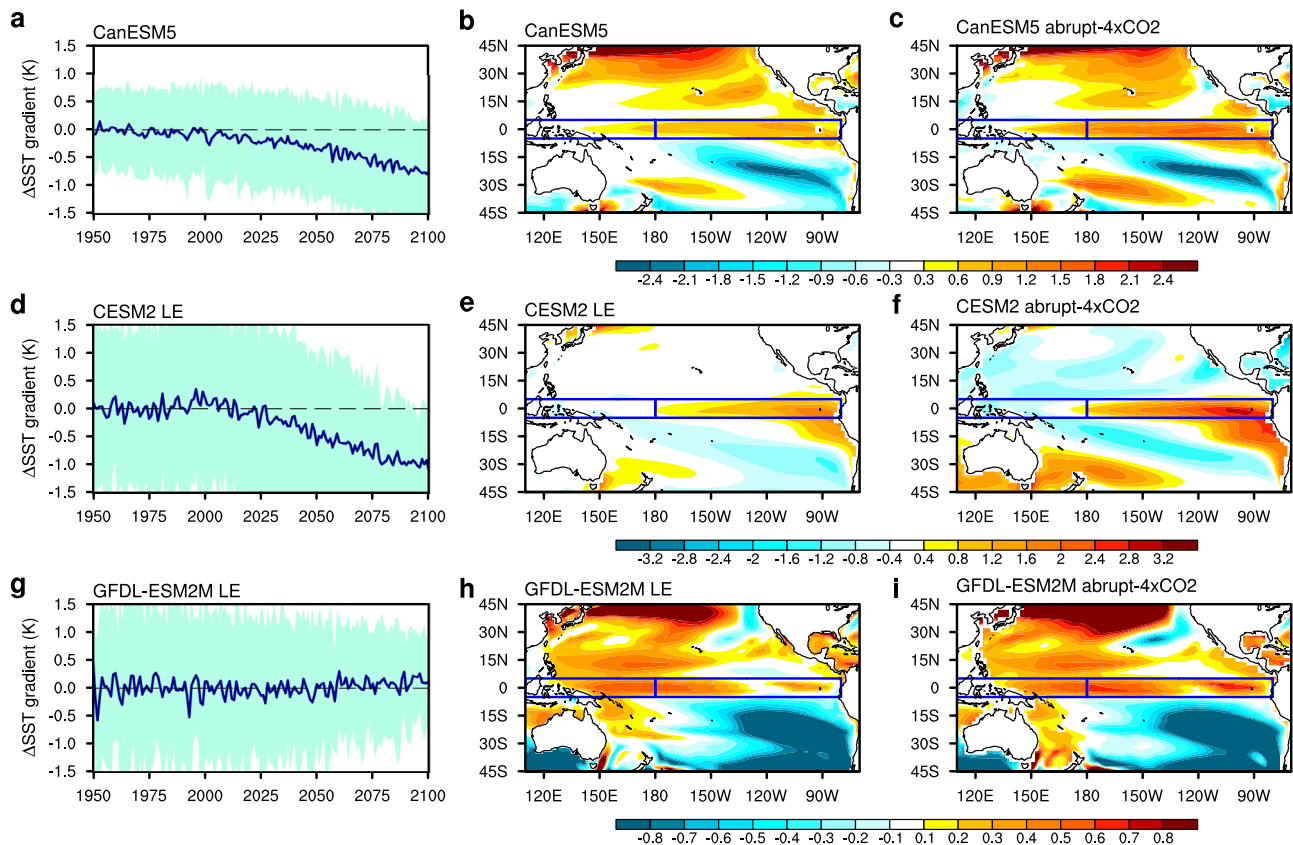 a
CanESM5
ΔSST gradient (K)
1.5
1.0
0.5
0.0
-0.5
-1.0
-1.5
1950 1975 2000 2025 2050 2075 2100
b
CanESM5
45N
30N
15N
0
15S
30S
45S
120E 150E 180 150W 120W 90W
c
CanESM5 abrupt-4xCO2
45N
30N
15N
0
15S
30S
45S
120E 150E 180 150W 120W 90W
-2.4 -2.1 -1.8 -1.5 -1.2 -0.9 -0.6 -0.3 0.3 0.6 0.9 1.2 1.5 1.8 2.1 2.4
d
CESM2 LE
ΔSST gradient (K)
1.5
1.0
0.5
0.0
-0.5
-1.0
-1.5
1950 1975 2000 2025 2050 2075 2100
e
CESM2 LE
45N
30N
15N
0
15S
30S
45S
120E 150E 180 150W 120W 90W
f
CESM2 abrupt-4xCO2
45N
30N
15N
0
15S
30S
45S
120E 150E 180 150W 120W 90W
-3.2 -2.8 -2.4 -2 -1.6 -1.2 -0.8 -0.4 0.4 0.8 1.2 1.6 2 2.4 2.8 3.2
g
GFDL-ESM2M LE
ΔSST gradient (K)
1.5
1.0
0.5
0.0
-0.5
-1.0
-1.5
1950 1975 2000 2025 2050 2075 2100
h
GFDL-ESM2M LE
45N
30N
15N
0
15S
30S
45S
120E 150E 180 150W 120W 90W
i
GFDL-ESM2M abrupt-4xCO2
45N
30N
15N
0
15S
30S
45S
120E 150E 180 150W 120W 90W
-0.8 -0.7 -0.6 -0.5 -0.4 -0.3 -0.2 -0.1 0.1 0.2 0.3 0.4 0.5 0.6 0.7 0.8